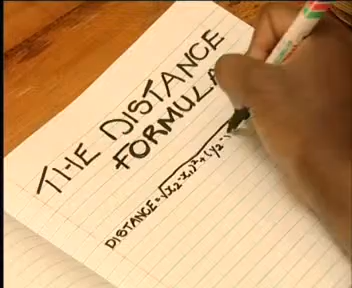 THE DISTANCE
FORMULA
DISTANCE = √(x₂-x₁)² + (y₂-